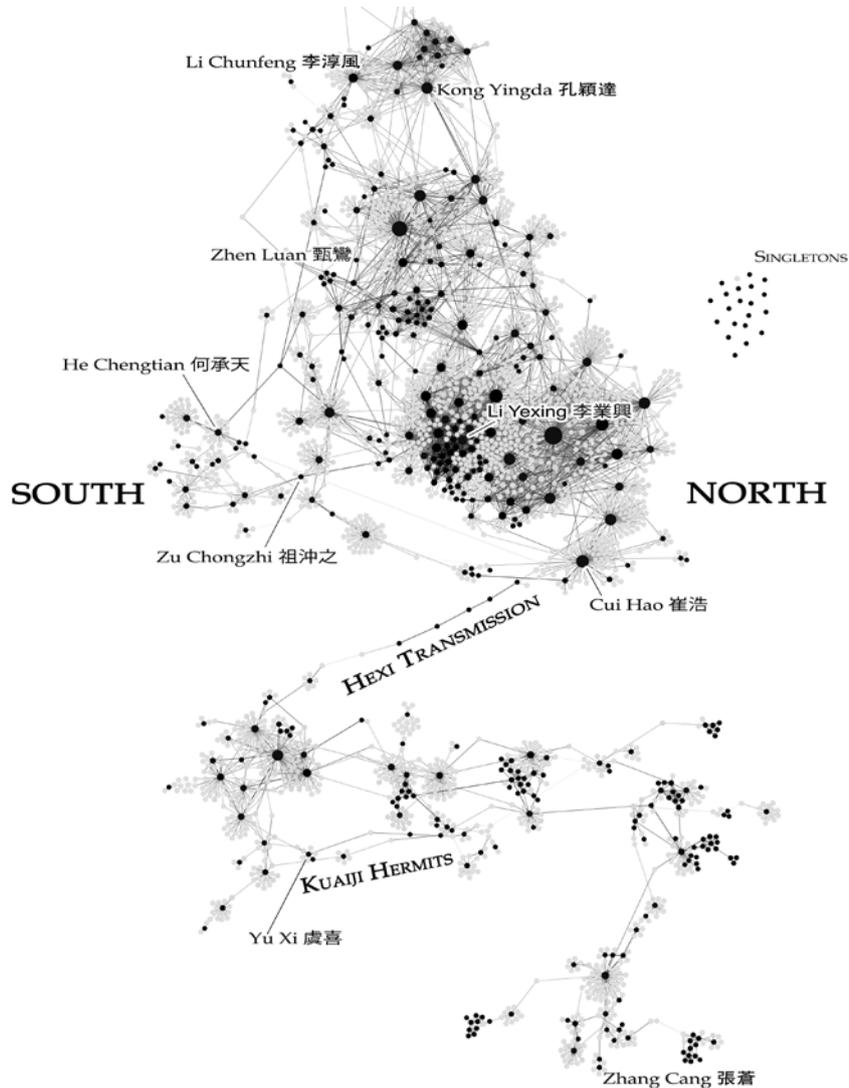 Li Chunfeng 李淳風
Kong Yingda 孔穎達
Zhen Luan 甄鸞
SINGLETONS
He Chengtian 何承天
Li Yexing 李業興
SOUTH
NORTH
Zu Chongzhi 祖沖之
Cui Hao 崔浩
HEXI TRANSMISSION
KUAIJI HERMITS
Yu Xi 虞喜
Zhang Cang 張蒼